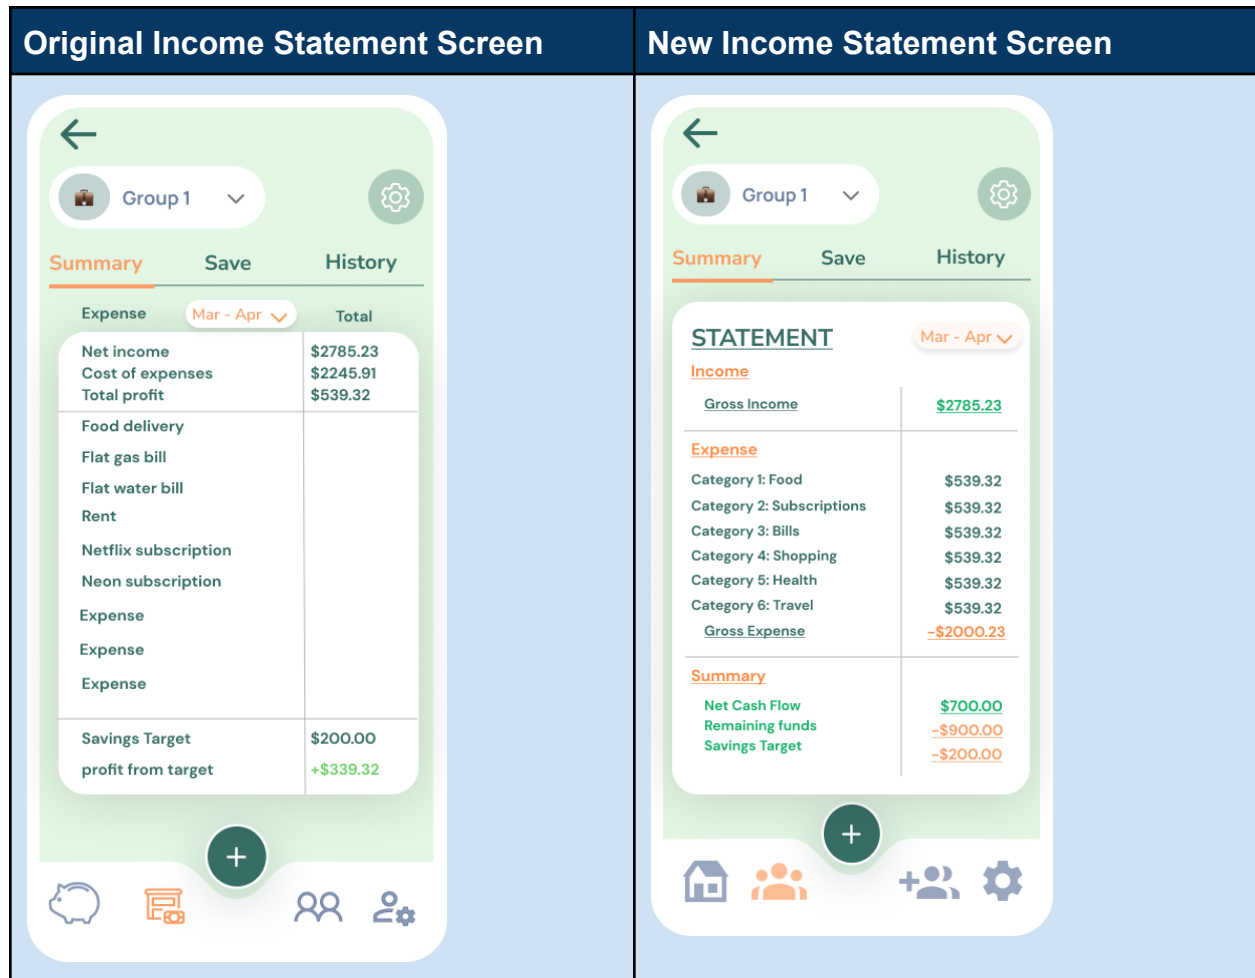 Original Income Statement Screen
New Income Statement Screen
Group 1
Summary Save History
Expense Mar - Apr Total
Net income $2785.23
Cost of expenses $2245.91
Total profit $539.32
Food delivery
Flat gas bill
Flat water bill
Rent
Netflix subscription
Neon subscription
Expense
Expense
Expense
Savings Target $200.00
profit from target +$339.32
+
Group 1
Summary Save History
STATEMENT Mar - Apr
Income
Gross Income $2785.23
Expense
Category 1: Food $539.32
Category 2: Subscriptions $539.32
Category 3: Bills $539.32
Category 4: Shopping $539.32
Category 5: Health $539.32
Category 6: Travel $539.32
Gross Expense -$2000.23
Summary
Net Cash Flow $700.00
Remaining funds -$900.00
Savings Target -$200.00
+